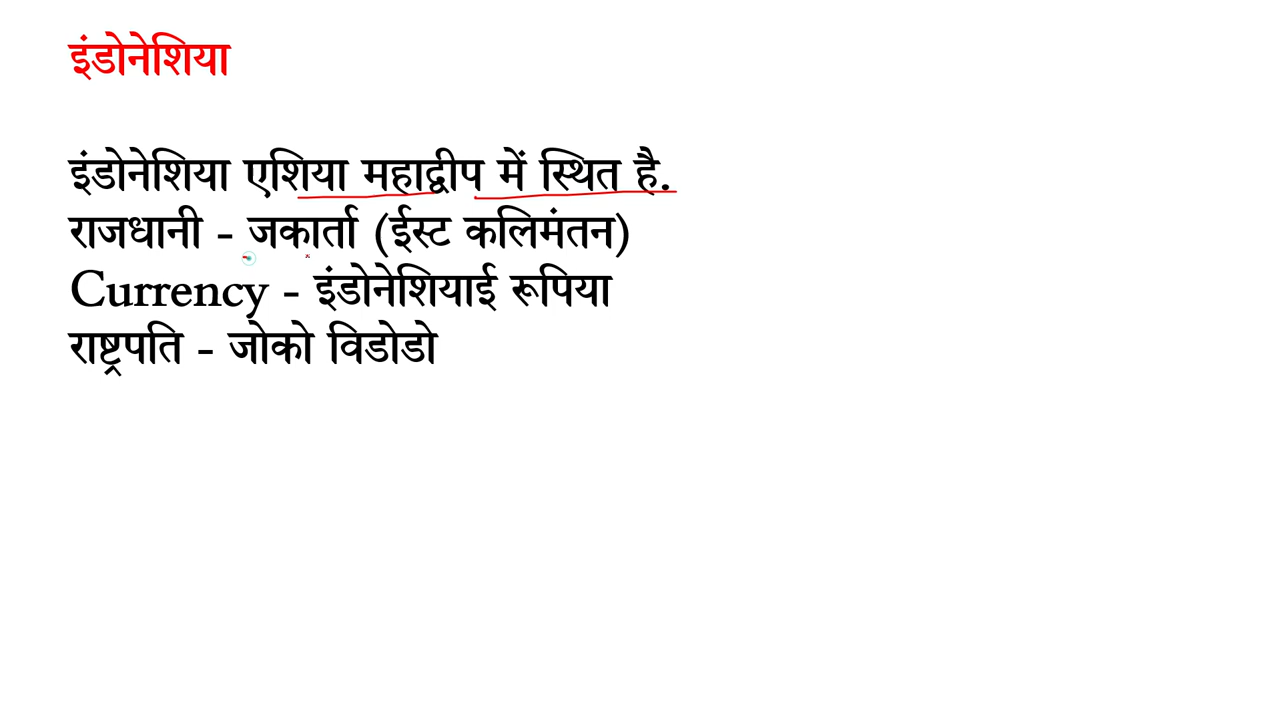 इंडोनेशिया
इंडोनेशिया एशिया महाद्वीप में स्थित है.
राजधानी - जकार्ता (ईस्ट कलिमंतन)
Currency - इंडोनेशियाई रूपिया
राष्ट्रपति - जोको विडोडो